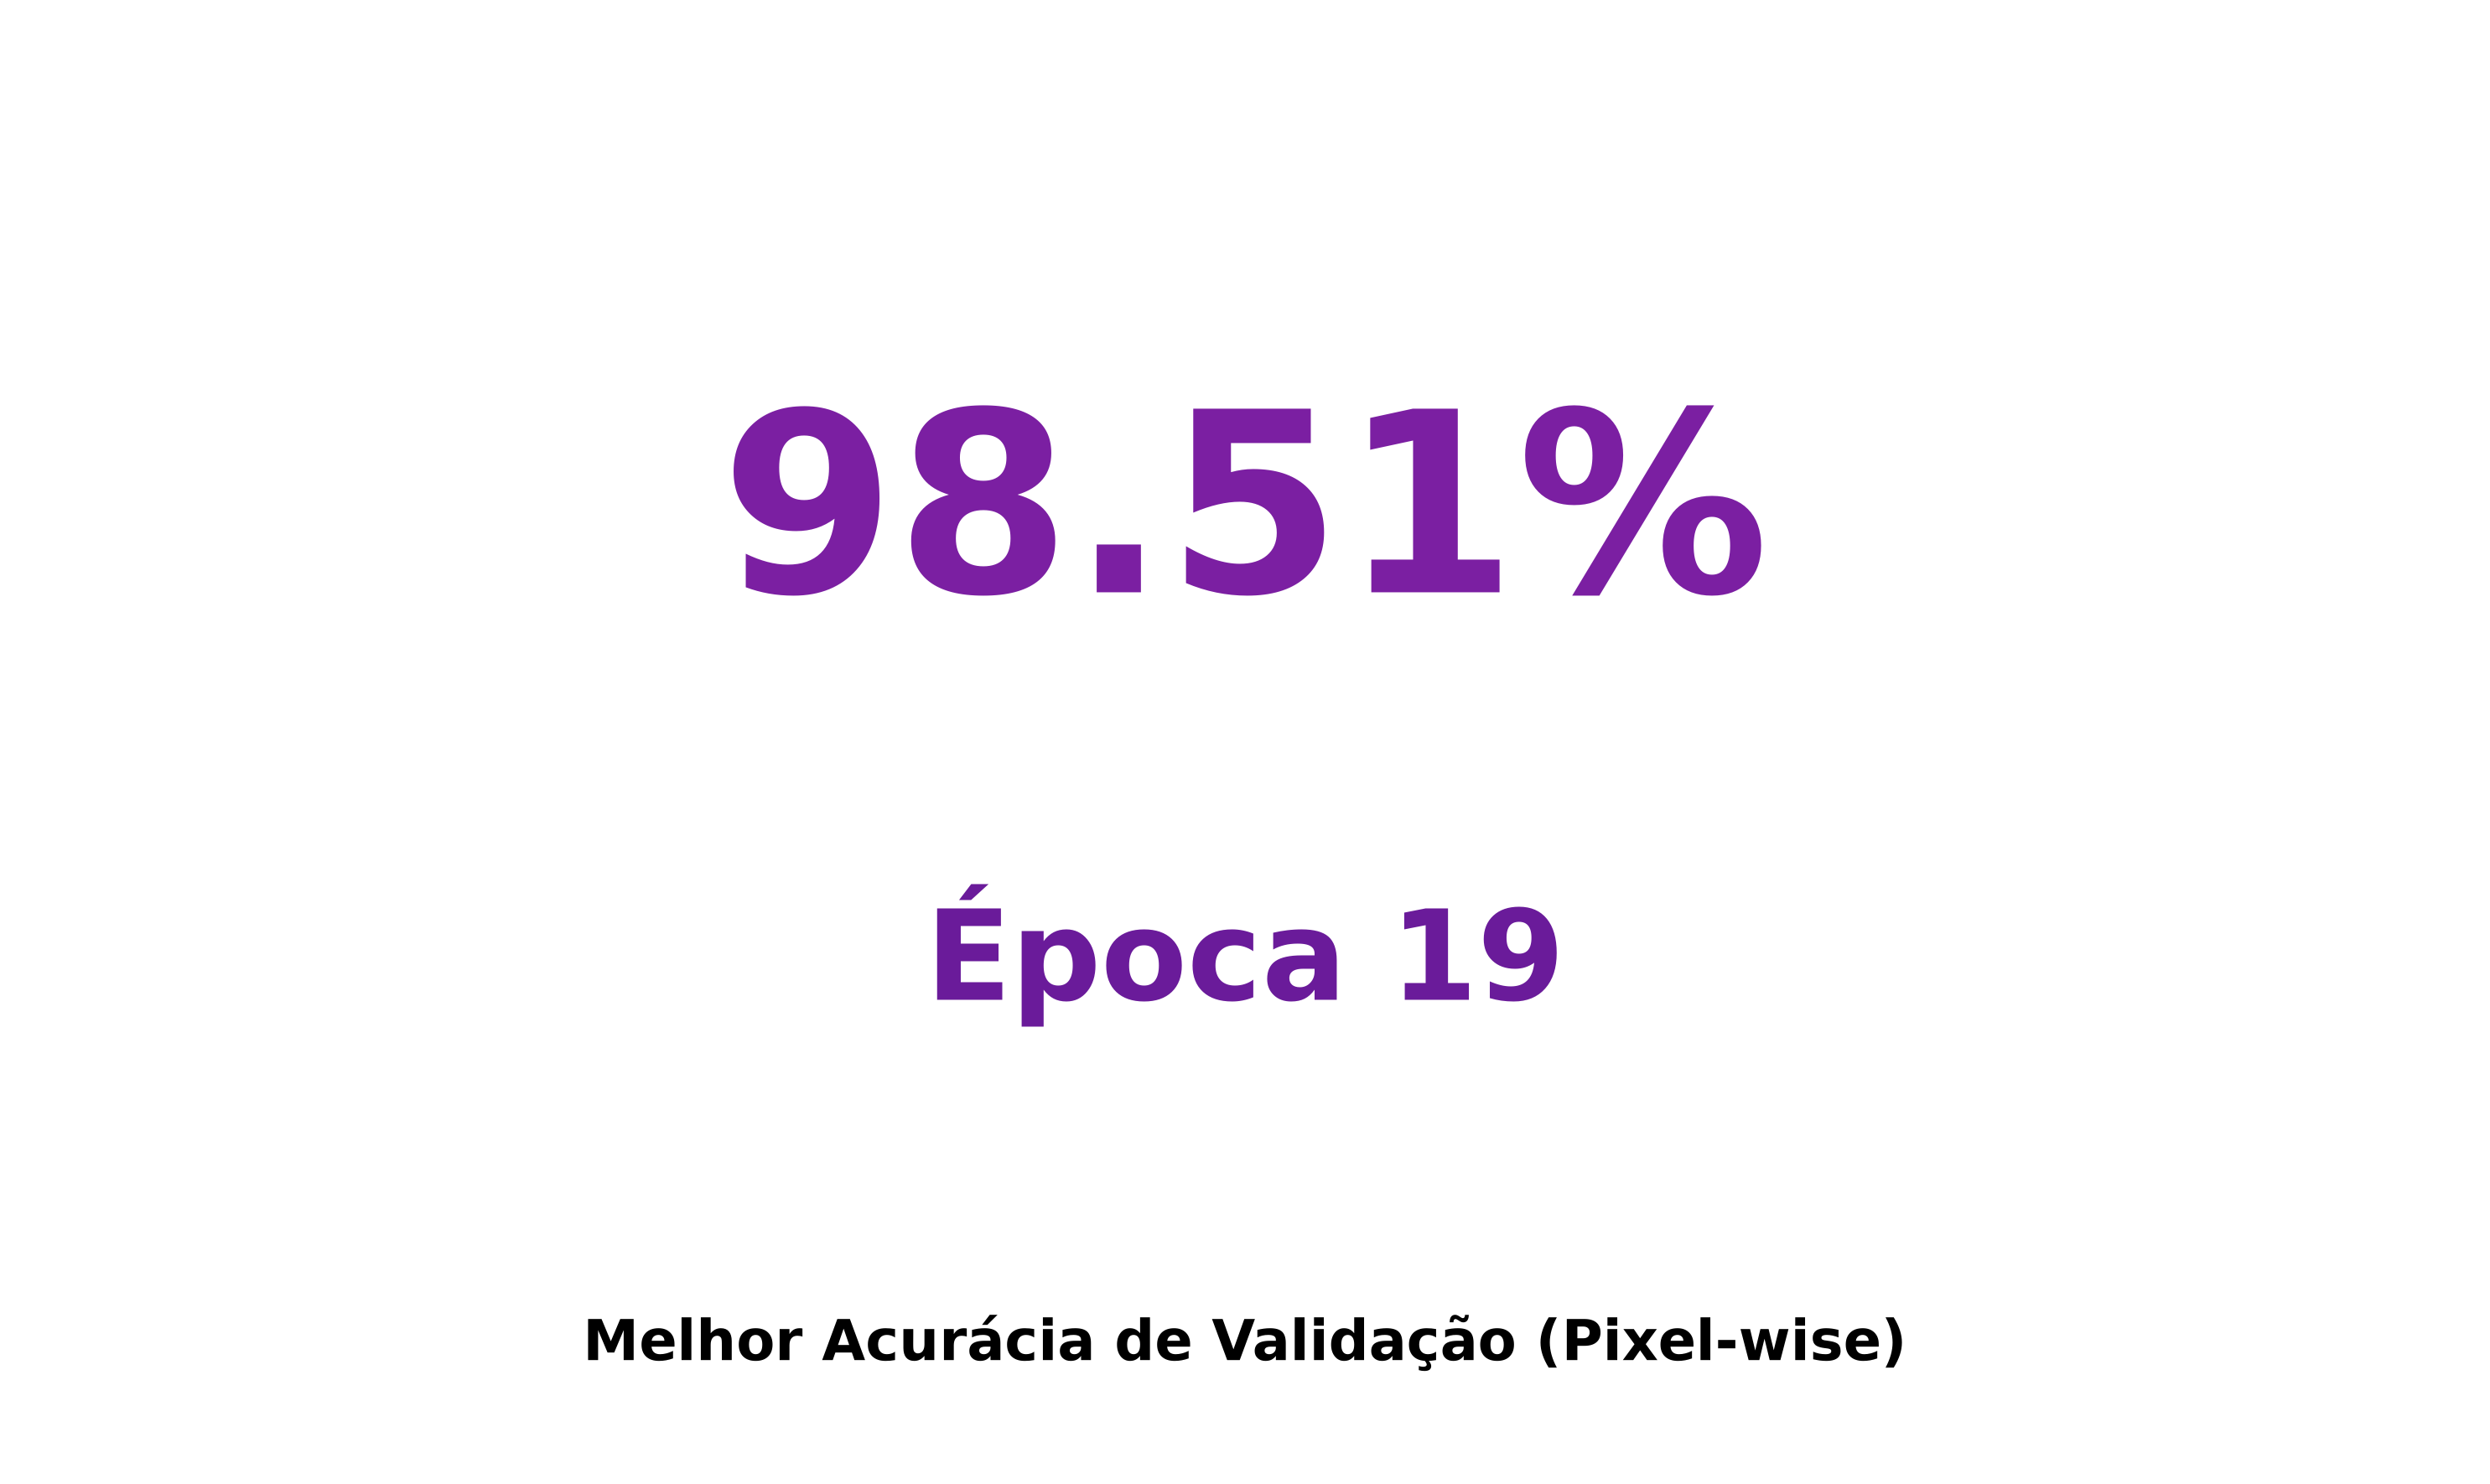 98.51%
Época 19
Melhor Acurácia de Validação (Pixel-wise)